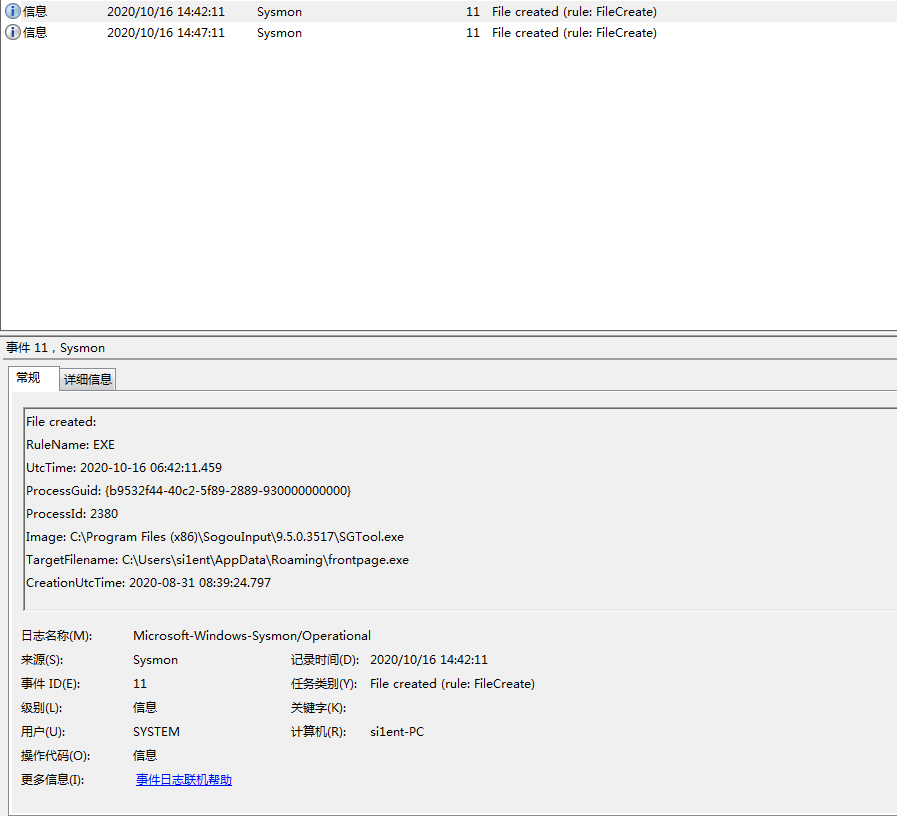 信息 2020/10/16 14:42:11 Sysmon 11 File created (rule: FileCreate)
信息 2020/10/16 14:47:11 Sysmon 11 File created (rule: FileCreate)
事件 11，Sysmon
常规 详细信息
File created:
RuleName: EXE
UtcTime: 2020-10-16 06:42:11.459
ProcessGuid: {b9532f44-40c2-5f89-2889-930000000000}
ProcessId: 2380
Image: C:\Program Files (x86)\SogouInput\9.5.0.3517\SGTool.exe
TargetFilename: C:\Users\si1ent\AppData\Roaming\frontpage.exe
CreationUtcTime: 2020-08-31 08:39:24.797
日志名称(M): Microsoft-Windows-Sysmon/Operational
来源(S): Sysmon 记录时间(D): 2020/10/16 14:42:11
事件 ID(E): 11 任务类别(Y): File created (rule: FileCreate)
级别(L): 信息 关键字(K):
用户(U): SYSTEM 计算机(R): si1ent-PC
操作代码(O): 信息
更多信息(I): 事件日志联机帮助